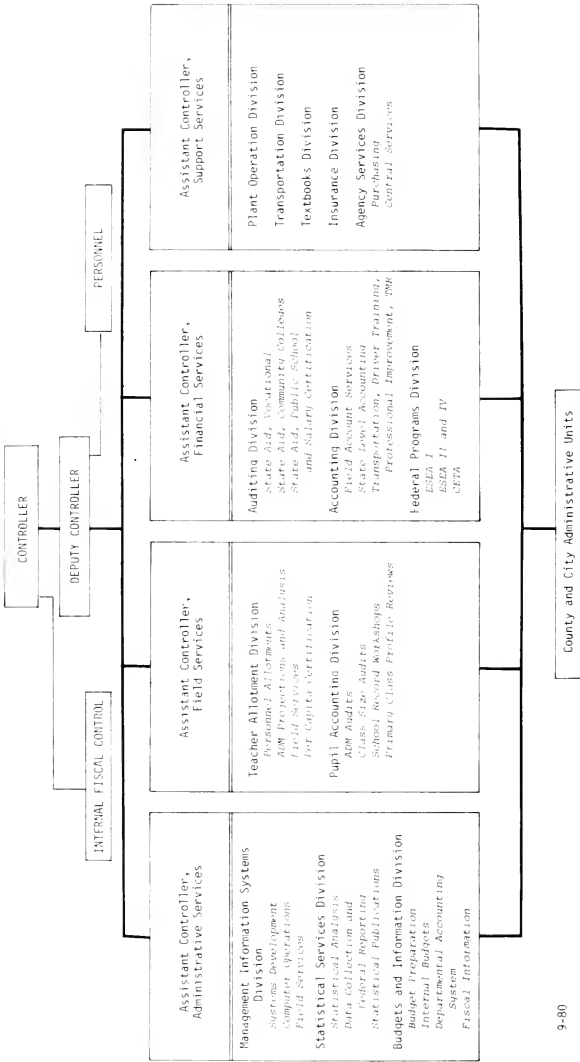 CONTROLLER
INTERNAL FISCAL CONTROL
DEPUTY CONTROLLER
PERSONNEL
Assistant Controller,
Administrative Services
Management Information Systems
Division
Systems Development
Computer Operations
Field Services
Statistical Services Division
Statistical Analysis
Data Collection and
Federal Reporting
Statistical Publications
Budgets and Information Division
Budget Preparation
Internal Budgets
Departmental Accounting
System
Fiscal Information
Assistant Controller,
Field Services
Teacher Allotment Division
Personnel Allotments
ADM Projections and Analysis
Field Services
Per Capita Certification
Pupil Accounting Division
ADM Audits
Class Size Audits
School Record Workshops
Primary Class Profile Reviews
Assistant Controller,
Financial Services
Auditing Division
State Aid, Vocational
State Aid, Community Colleges
State Aid, Public School
and Salary Certification
Accounting Division
Field Account Services
State Level Accounting
Transportation, Driver Training,
Professional Improvement, TMR
Federal Programs Division
ESEA I
ESEA II and IV
CETA
Assistant Controller,
Support Services
Plant Operation Division
Transportation Division
Textbooks Division
Insurance Division
Agency Services Division
Purchasing
Central Services
County and City Administrative Units
9-80